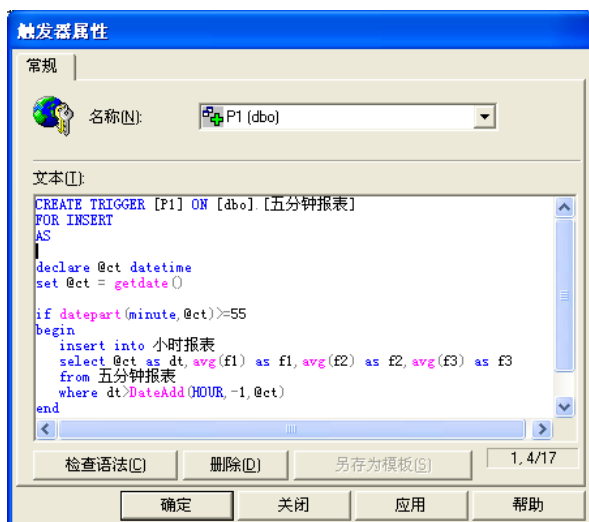 触发器属性
常规
名称(N): P1 (dbo)
文本(T):
CREATE TRIGGER [P1] ON [dbo].[五分钟报表]
FOR INSERT
AS
declare @ct datetime
set @ct = getdate()
if datepart(minute,@ct)>=55
begin
insert into 小时报表
select @ct as dt,avg(f1) as f1,avg(f2) as f2,avg(f3) as f3
from 五分钟报表
where dt>DateAdd(HOUR,-1,@ct)
end
检查语法(C) 删除(D) 另存为模板(S) 1, 4/17
确定 关闭 应用 帮助